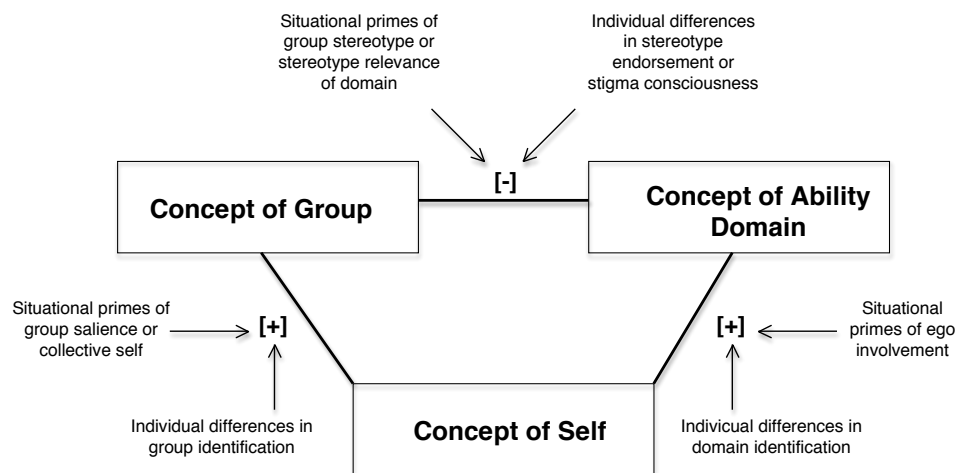 Situational primes of
group stereotype or
stereotype relevance
of domain
Individual differences
in stereotype
endorsement or
stigma consciousness
[-]
Concept of Group
Concept of Ability
Domain
Situational primes of
group salience or
collective self
[+]
[+]
Situational
primes of ego
involvement
Individual differences in
group identification
Concept of Self
Indivicual differences in
domain identification